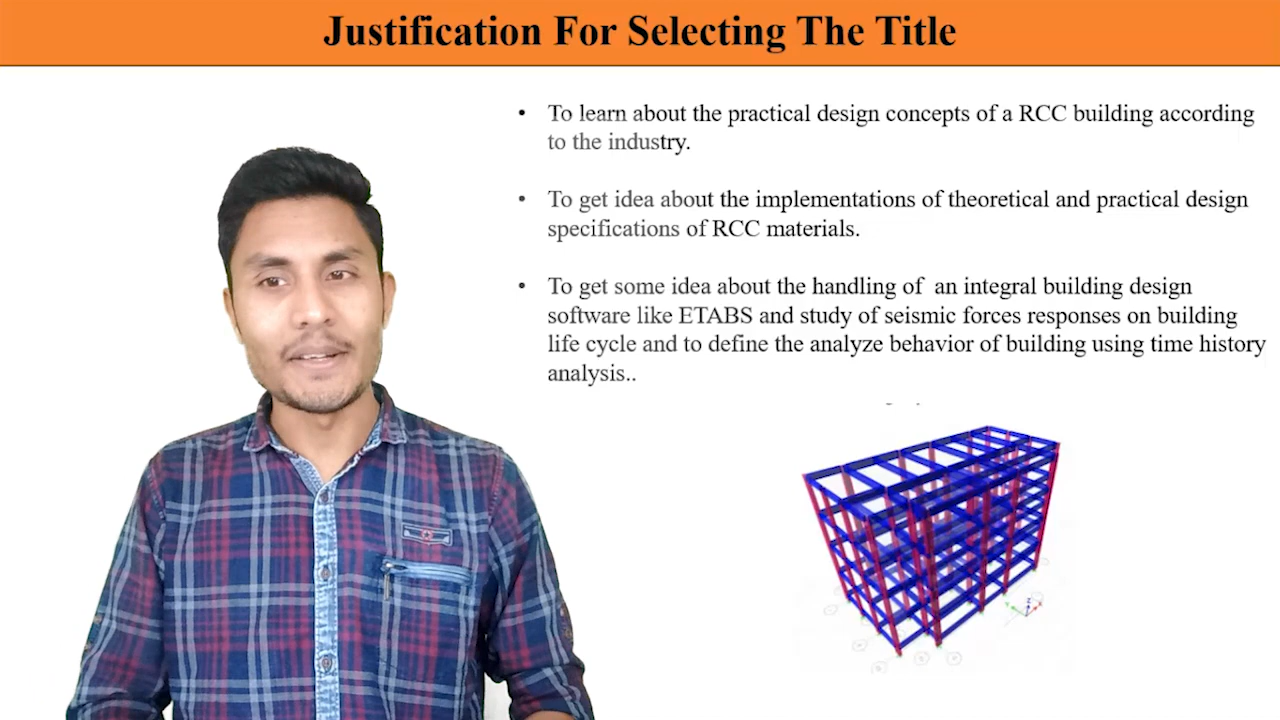 Justification For Selecting The Title
• To learn about the practical design concepts of a RCC building according
to the industry.
• To get idea about the implementations of theoretical and practical design
specifications of RCC materials.
• To get some idea about the handling of an integral building design
software like ETABS and study of seismic forces responses on building
life cycle and to define the analyze behavior of building using time history
analysis..